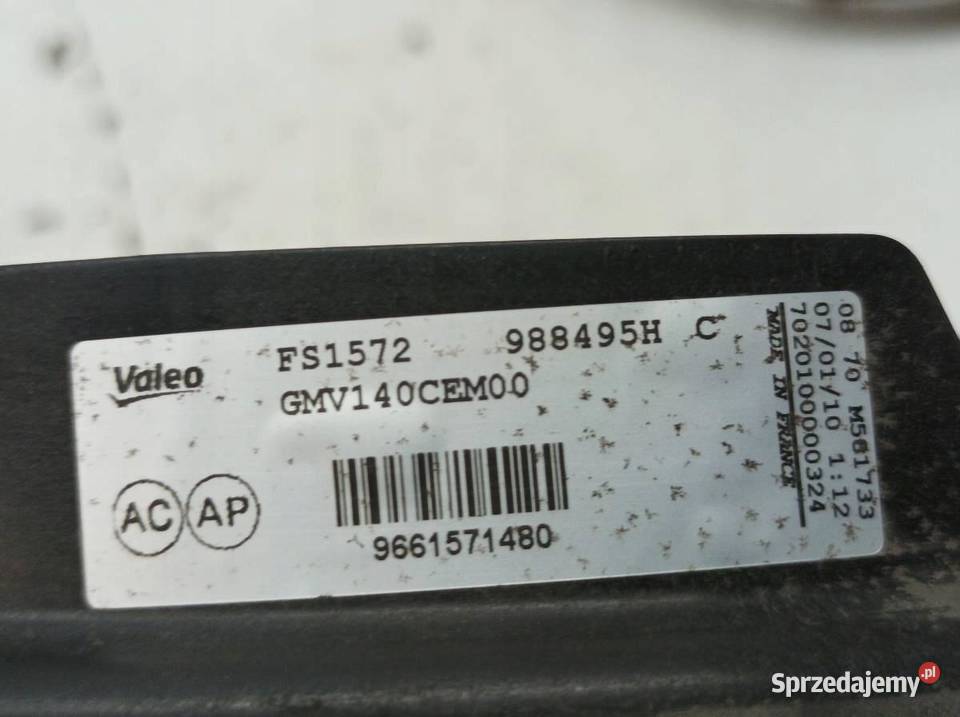 Valeo
FS1572 988495H C
GMV140CEM00
AC AP
9661571480
08 70 M581733
07/01/10 1:12
70201000000324
MADE IN FRANCE
Sprzedajemy.pl